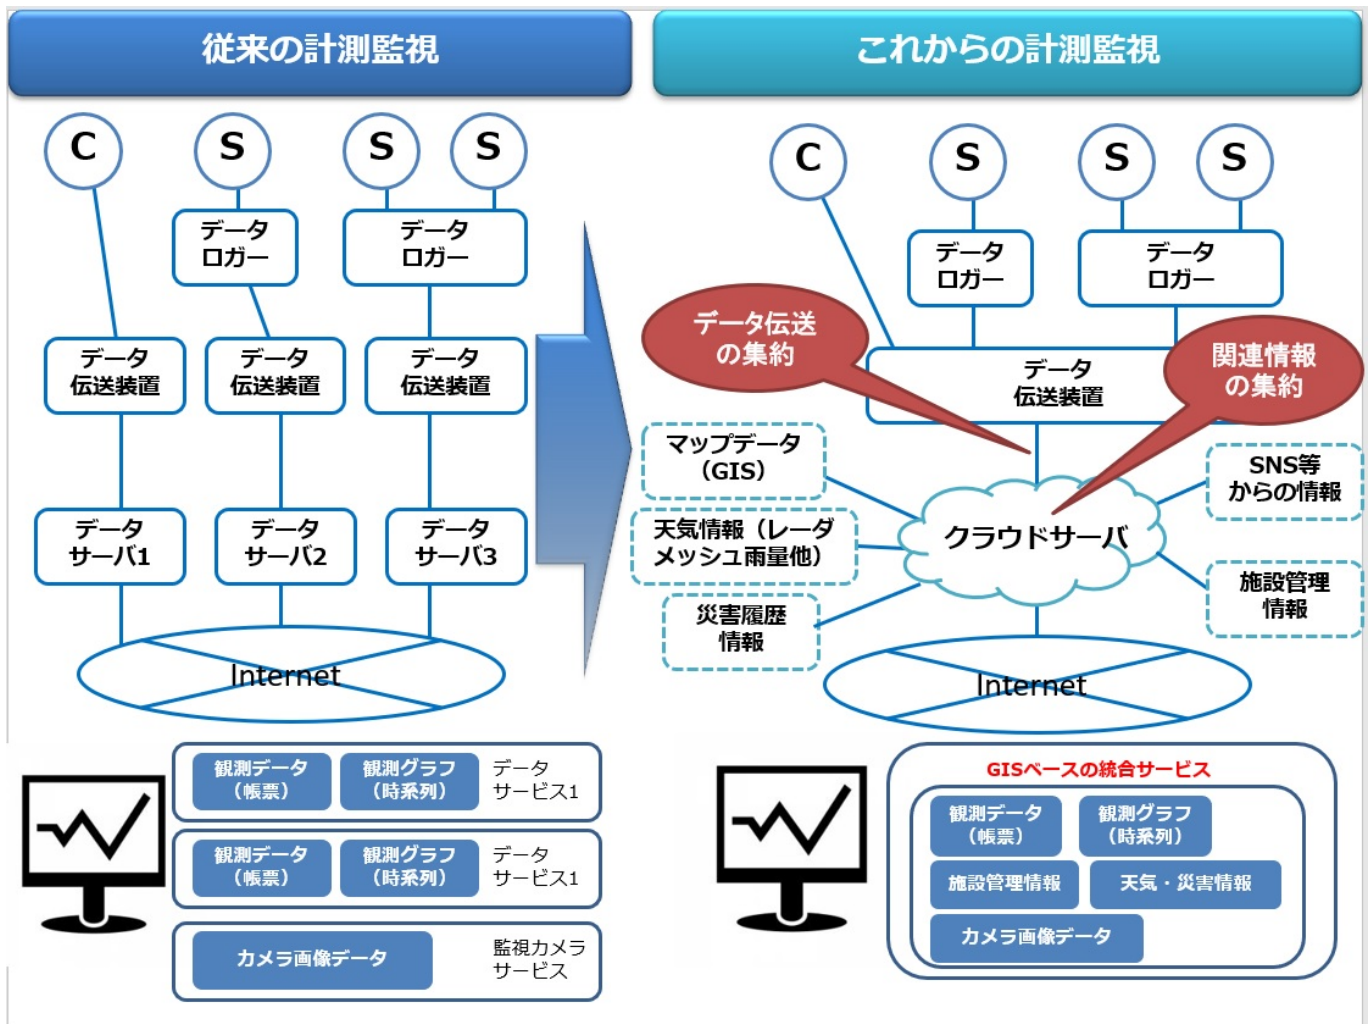 従来の計測監視
C
S
S
S
データ
ロガー
データ
ロガー
データ
伝送装置
データ
伝送装置
データ
伝送装置
データ
サーバ1
データ
サーバ2
データ
サーバ3
Internet
観測データ
（帳票）
観測グラフ
（時系列）
データ
サービス1
観測データ
（帳票）
観測グラフ
（時系列）
データ
サービス1
カメラ画像データ
監視カメラ
サービス
これからの計測監視
C
S
S
S
データ
ロガー
データ
ロガー
データ伝送
の集約
データ
伝送装置
関連情報
の集約
マップデータ
（GIS）
天気情報（レーダ
メッシュ雨量他）
災害履歴
情報
クラウドサーバ
SNS等
からの情報
施設管理
情報
Internet
GISベースの統合サービス
観測データ
（帳票）
観測グラフ
（時系列）
施設管理情報
天気・災害情報
カメラ画像データ